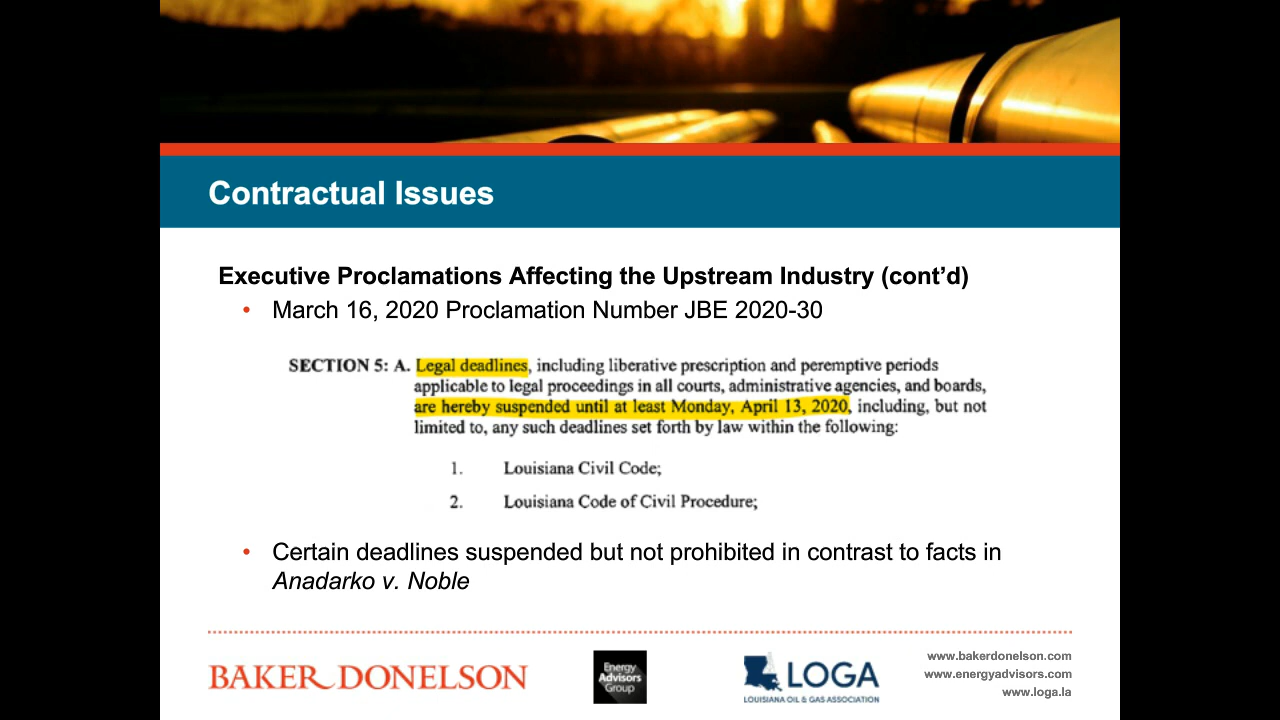 Contractual Issues
Executive Proclamations Affecting the Upstream Industry (cont’d)
• March 16, 2020 Proclamation Number JBE 2020-30
SECTION 5: A. Legal deadlines, including liberative prescription and peremptive periods
applicable to legal proceedings in all courts, administrative agencies, and boards,
are hereby suspended until at least Monday, April 13, 2020, including, but not
limited to, any such deadlines set forth by law within the following:
1. Louisiana Civil Code;
2. Louisiana Code of Civil Procedure;
• Certain deadlines suspended but not prohibited in contrast to facts in
Anadarko v. Noble
BAKER DONELSON
Energy
Advisors
Group
LOGA
LOUISIANA OIL & GAS ASSOCIATION
www.bakerdonelson.com
www.energyadvisors.com
www.loga.la